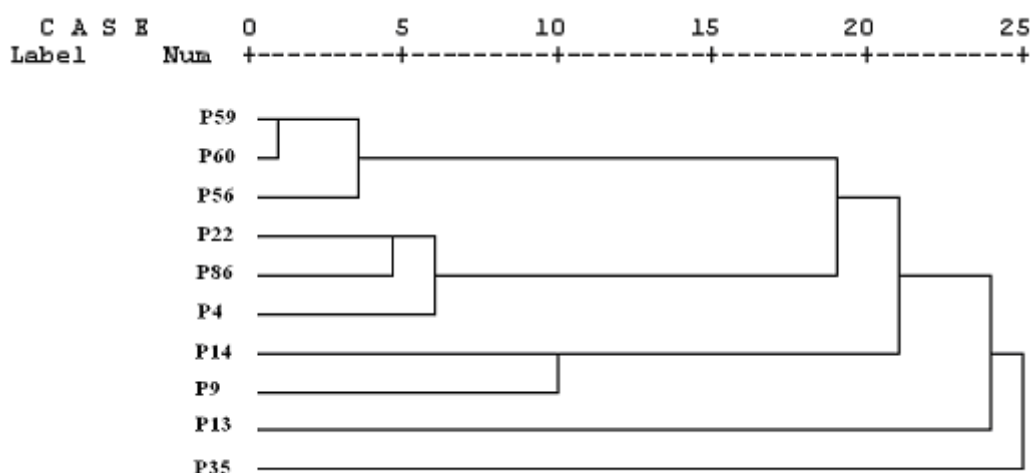 C A S E 0 5 10 15 20 25
Label Num +---------+---------+---------+---------+---------+
P59
P60
P56
P22
P86
P4
P14
P9
P13
P35